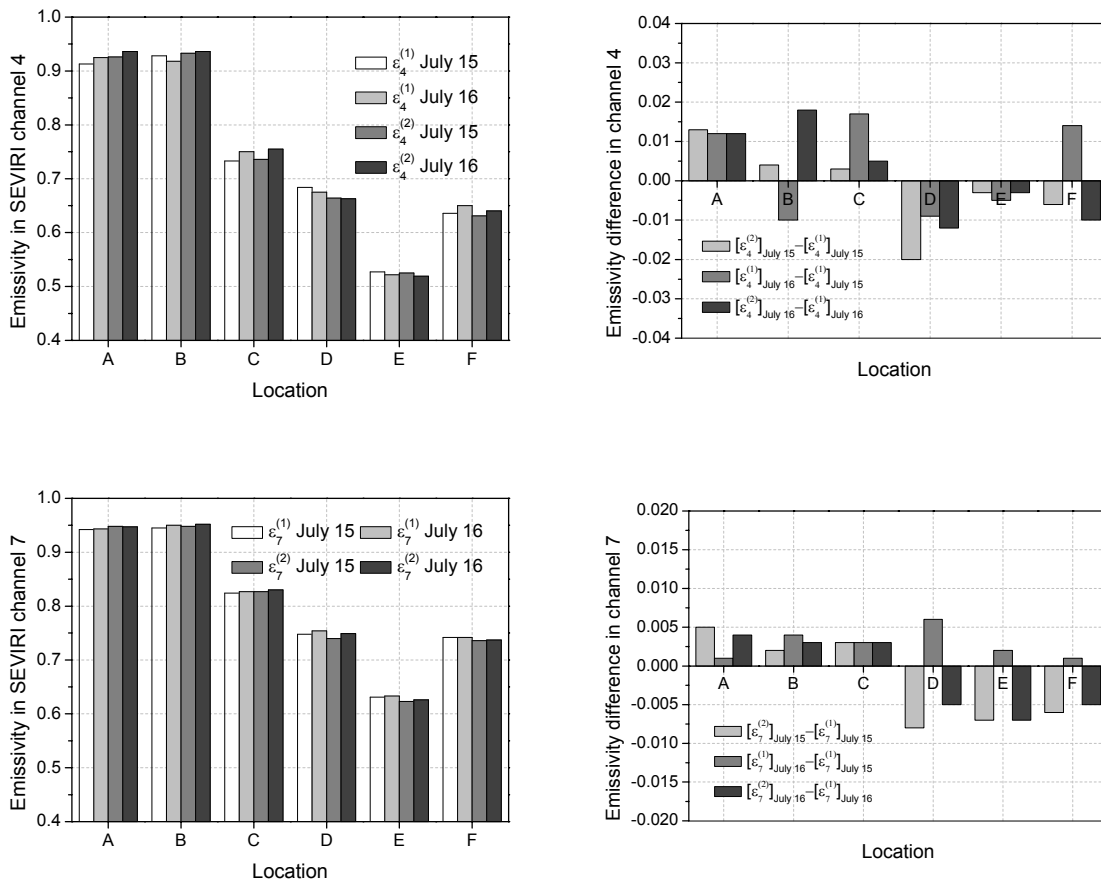 Emissivity in SEVIRI channel 4
1.0
0.9
0.8
0.7
0.6
0.5
0.4
ε₄⁽¹⁾ July 15
ε₄⁽¹⁾ July 16
ε₄⁽²⁾ July 15
ε₄⁽²⁾ July 16
A B C D E F
Location
Emissivity difference in channel 4
0.04
0.03
0.02
0.01
0.00
-0.01
-0.02
-0.03
-0.04
A B C D E F
[ε₄⁽²⁾]July 15−[ε₄⁽¹⁾]July 15
[ε₄⁽¹⁾]July 16−[ε₄⁽¹⁾]July 15
[ε₄⁽²⁾]July 16−[ε₄⁽¹⁾]July 16
Location
Emissivity in SEVIRI channel 7
1.0
0.9
0.8
0.7
0.6
0.5
0.4
ε₇⁽¹⁾ July 15 ε₇⁽¹⁾ July 16
ε₇⁽²⁾ July 15 ε₇⁽²⁾ July 16
A B C D E F
Location
Emissivity difference in channel 7
0.020
0.015
0.010
0.005
0.000
-0.005
-0.010
-0.015
-0.020
A B C D E F
[ε₇⁽²⁾]July 15−[ε₇⁽¹⁾]July 15
[ε₇⁽¹⁾]July 16−[ε₇⁽¹⁾]July 15
[ε₇⁽²⁾]July 16−[ε₇⁽¹⁾]July 16
Location